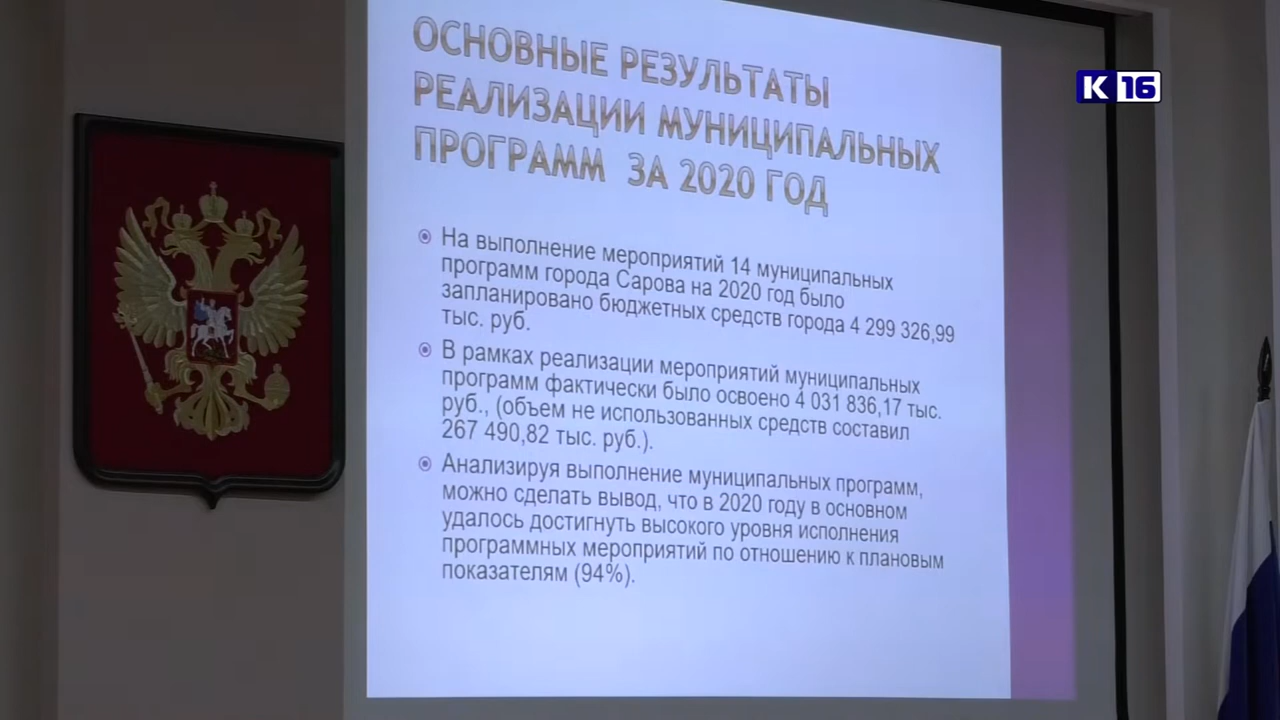 К 16
ОСНОВНЫЕ РЕЗУЛЬТАТЫ
РЕАЛИЗАЦИИ МУНИЦИПАЛЬНЫХ
ПРОГРАММ ЗА 2020 ГОД
На выполнение мероприятий 14 муниципальных
программ города Сарова на 2020 год было
запланировано бюджетных средств города 4 299 326,99
тыс. руб.
В рамках реализации мероприятий муниципальных
программ фактически было освоено 4 031 836,17 тыс.
руб., (объем не использованных средств составил
267 490,82 тыс. руб.).
Анализируя выполнение муниципальных программ,
можно сделать вывод, что в 2020 году в основном
удалось достигнуть высокого уровня исполнения
программных мероприятий по отношению к плановым
показателям (94%).